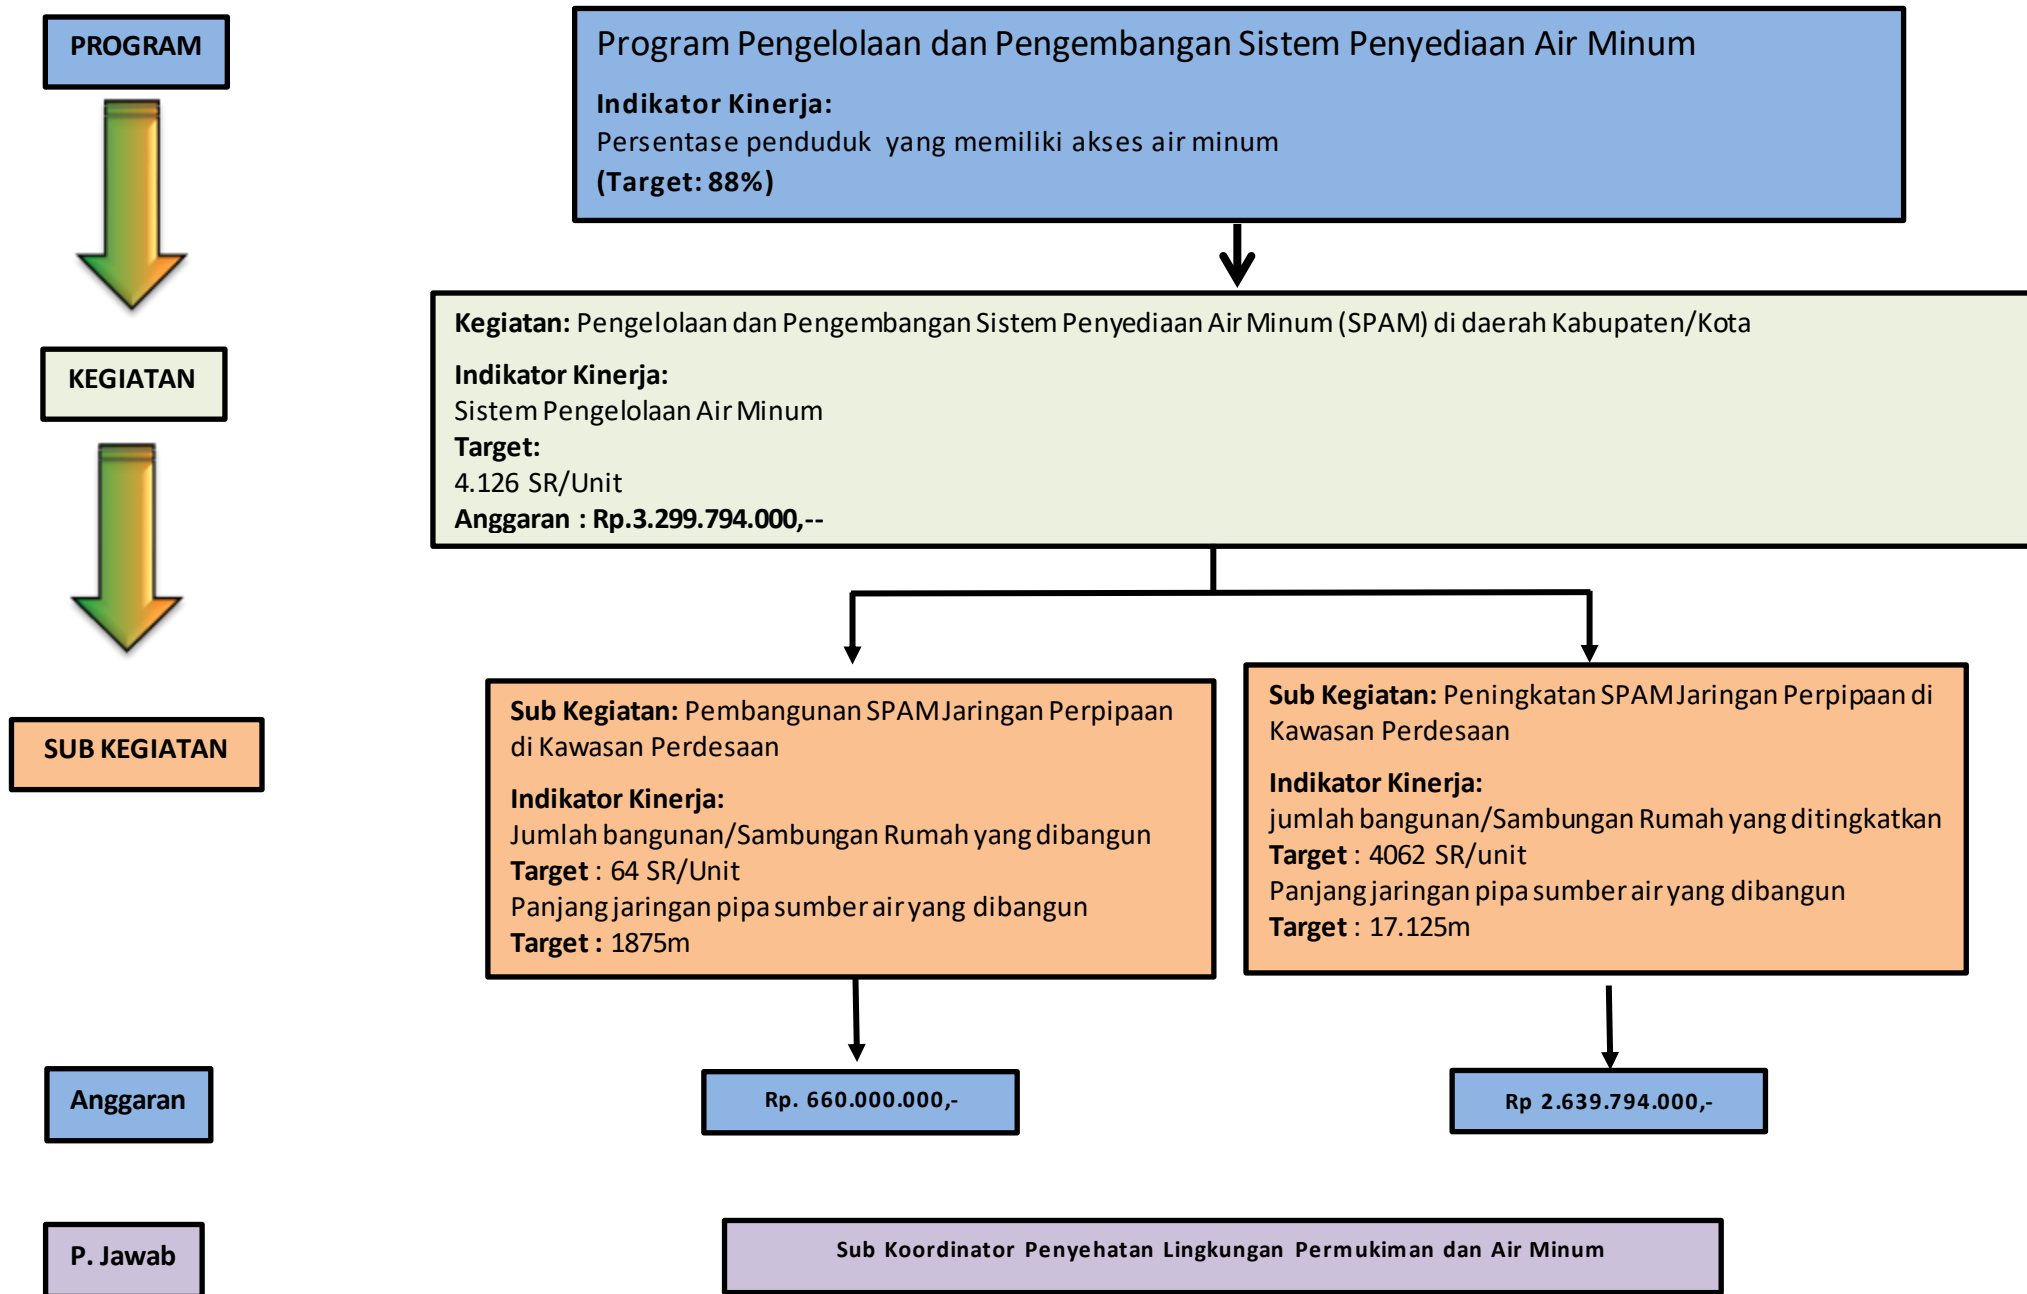 PROGRAM
Program Pengelolaan dan Pengembangan Sistem Penyediaan Air Minum
Indikator Kinerja:
Persentase penduduk yang memiliki akses air minum
(Target: 88%)
KEGIATAN
Kegiatan: Pengelolaan dan Pengembangan Sistem Penyediaan Air Minum (SPAM) di daerah Kabupaten/Kota
Indikator Kinerja:
Sistem Pengelolaan Air Minum
Target:
4.126 SR/Unit
Anggaran : Rp.3.299.794.000,--
SUB KEGIATAN
Sub Kegiatan: Pembangunan SPAM Jaringan Perpipaan
di Kawasan Perdesaan
Indikator Kinerja:
Jumlah bangunan/Sambungan Rumah yang dibangun
Target : 64 SR/Unit
Panjang jaringan pipa sumber air yang dibangun
Target : 1875m
Sub Kegiatan: Peningkatan SPAM Jaringan Perpipaan di
Kawasan Perdesaan
Indikator Kinerja:
jumlah bangunan/Sambungan Rumah yang ditingkatkan
Target : 4062 SR/unit
Panjang jaringan pipa sumber air yang dibangun
Target : 17.125m
Anggaran
Rp. 660.000.000,-
Rp 2.639.794.000,-
P. Jawab
Sub Koordinator Penyehatan Lingkungan Permukiman dan Air Minum